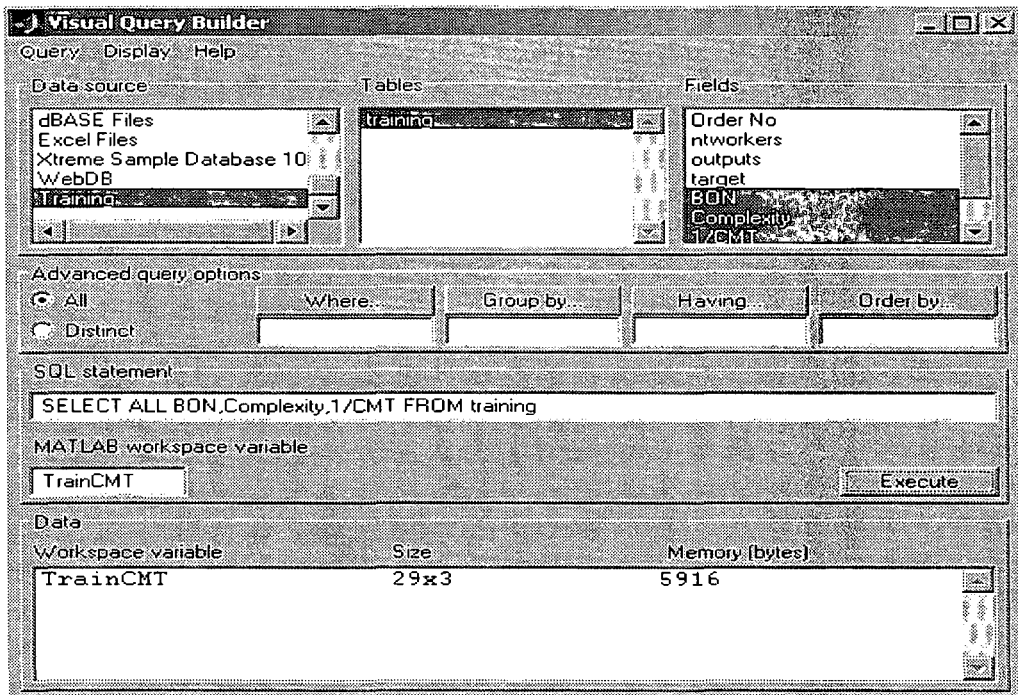 Visual Query Builder
Query Display Help
Data source
dBASE Files
Excel Files
Xtreme Sample Database 10
WebDB
Training
Tables
training
Fields
Order No
ntworkers
outputs
target
BON
Complexity
1/CMT
Advanced query options
All
Distinct
Where...
Group by...
Having...
Order by...
SQL statement
SELECT ALL BON,Complexity,1/CMT FROM training
MATLAB workspace variable
TrainCMT
Execute
Data
Workspace variable Size Memory (bytes)
TrainCMT 29x3 5916